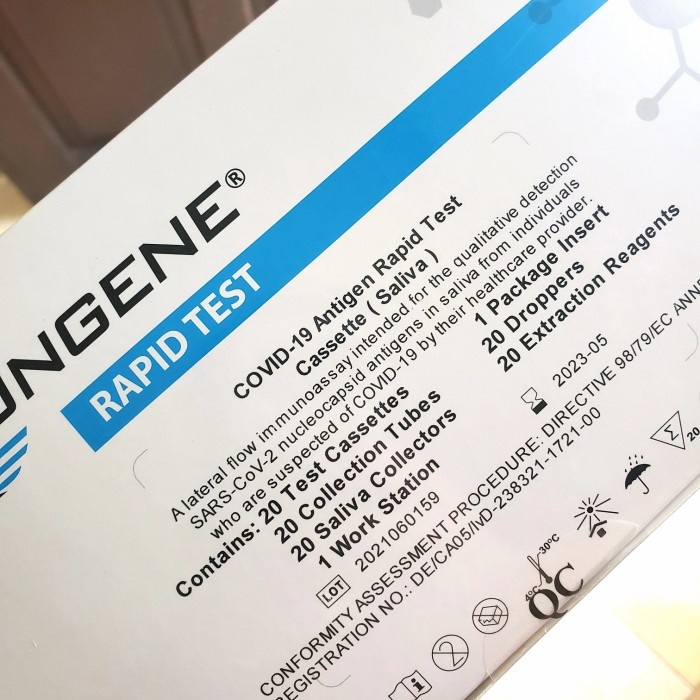 NGENE®
RAPID TEST
COVID-19 Antigen Rapid Test
Cassette ( Saliva )
A lateral flow immunoassay intended for the qualitative detection
SARS-CoV-2 nucleocapsid antigens in saliva from individuals
who are suspected of COVID-19 by their healthcare provider.
Contains: 20 Test Cassettes
20 Collection Tubes
20 Saliva Collectors
1 Work Station
1 Package Insert
20 Droppers
20 Extraction Reagents
LOT 2021060159
2023-05
CONFORMITY ASSESSMENT PROCEDURE: DIRECTIVE 98/79/EC ANNE
REGISTRATION NO.: DE/CA05/IvD-238321-1721-00
i
2
4°C
30°C
QC
Σ 20